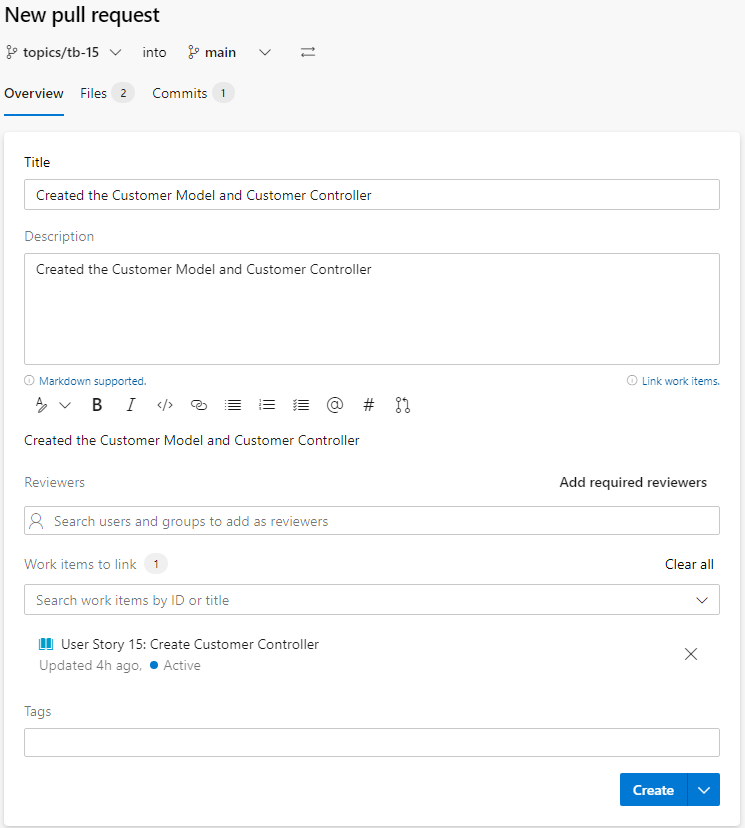 New pull request
topics/tb-15 into main
Overview Files 2 Commits 1
Title
Created the Customer Model and Customer Controller
Description
Created the Customer Model and Customer Controller
Markdown supported. Link work items.
B I </> @ #
Created the Customer Model and Customer Controller
Reviewers Add required reviewers
Search users and groups to add as reviewers
Work items to link 1 Clear all
Search work items by ID or title
User Story 15: Create Customer Controller
Updated 4h ago, Active
Tags
Create